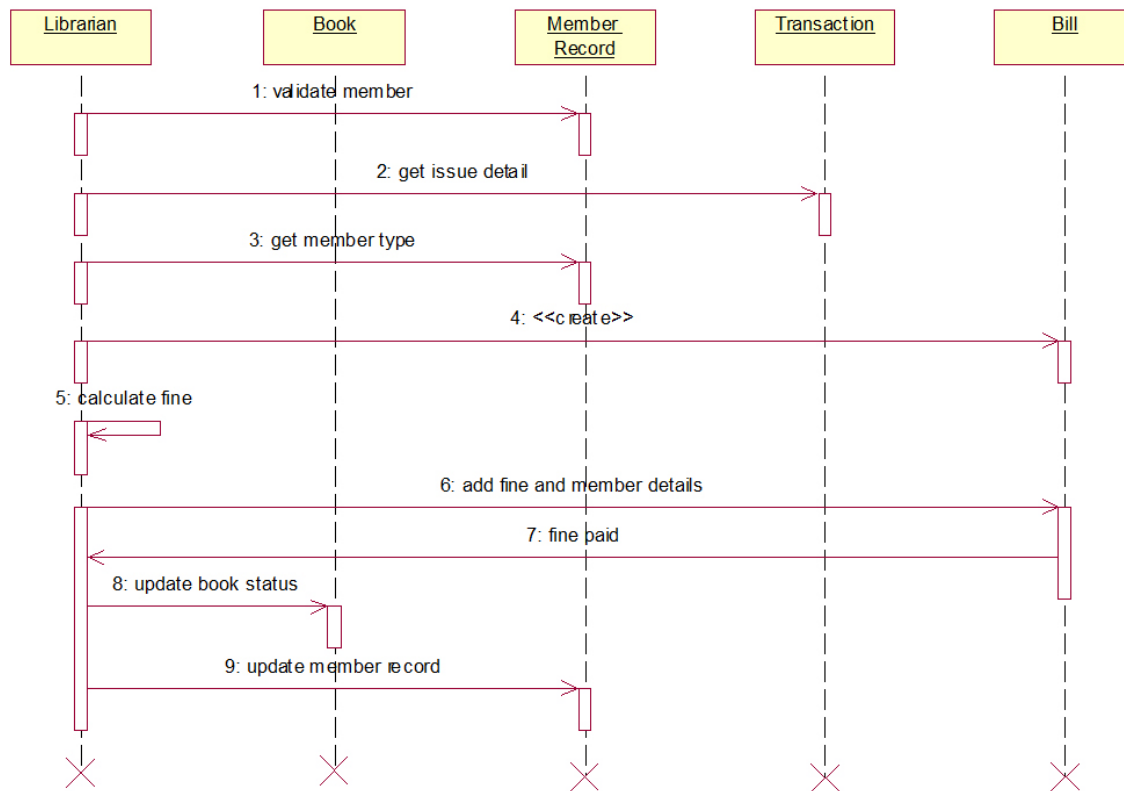 Librarian
Book
Member
Record
Transaction
Bill
1: validate member
2: get issue detail
3: get member type
4: <<create>>
5: calculate fine
6: add fine and member details
7: fine paid
8: update book status
9: update member record